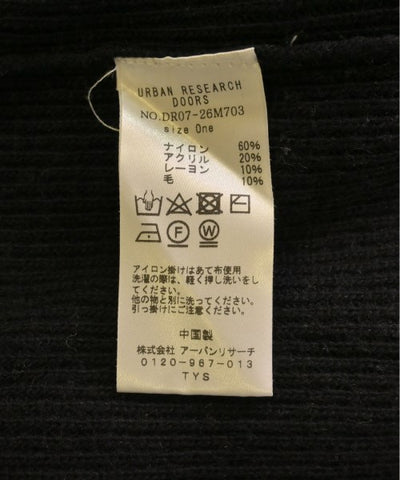 URBAN RESEARCH
DOORS
NO.DR07-26M703
size One
ナイロン 60%
アクリル 20%
レーヨン 10%
毛 10%
F W
アイロン掛けはあて布使用
洗濯の際は、軽く押し洗いをし
てください。
他の物と別に洗ってください。
引っ掛けにご注意ください。
中国製
株式会社 アーバンリサーチ
0120-967-013
TYS